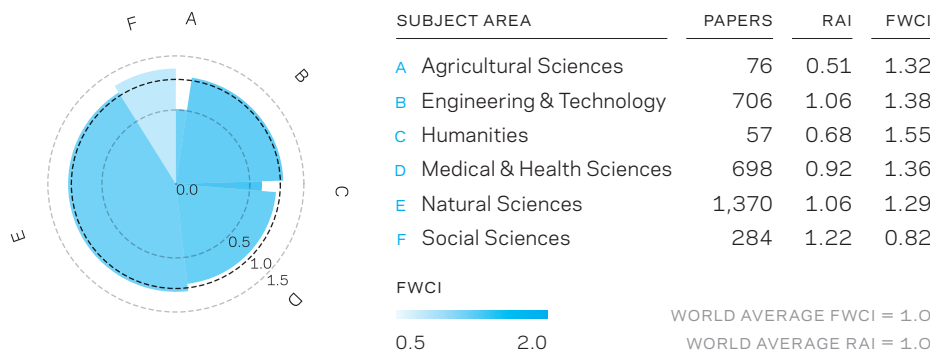 F
A
B
C
D
E
0.0
0.5
1.0
1.5
SUBJECT AREA PAPERS RAI FWCI
A Agricultural Sciences 76 0.51 1.32
B Engineering & Technology 706 1.06 1.38
C Humanities 57 0.68 1.55
D Medical & Health Sciences 698 0.92 1.36
E Natural Sciences 1,370 1.06 1.29
F Social Sciences 284 1.22 0.82
FWCI
0.5 2.0
WORLD AVERAGE FWCI = 1.0
WORLD AVERAGE RAI = 1.0